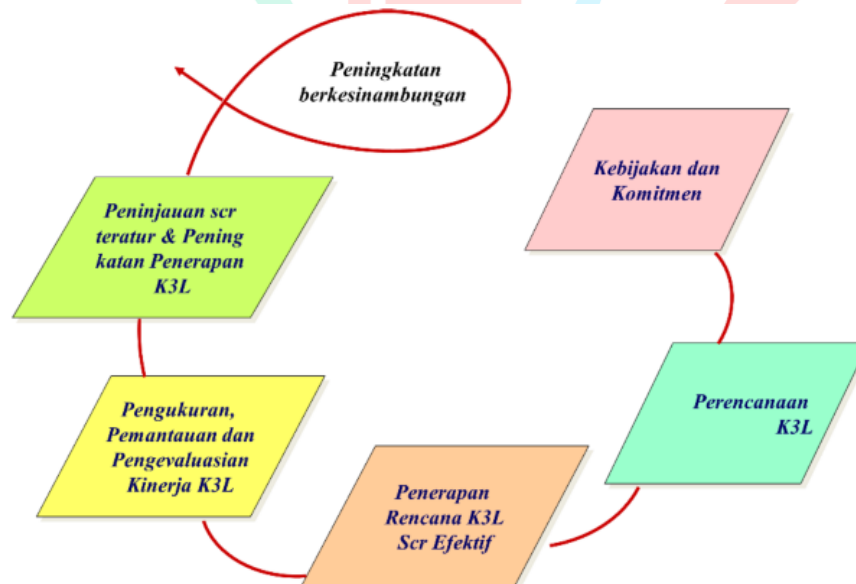 Peningkatan
berkesinambungan
Kebijakan dan
Komitmen
Peninjauan scr
teratur & Pening
katan Penerapan
K3L
Perencanaan
K3L
Pengukuran,
Pemantauan dan
Pengevaluasian
Kinerja K3L
Penerapan
Rencana K3L
Scr Efektif